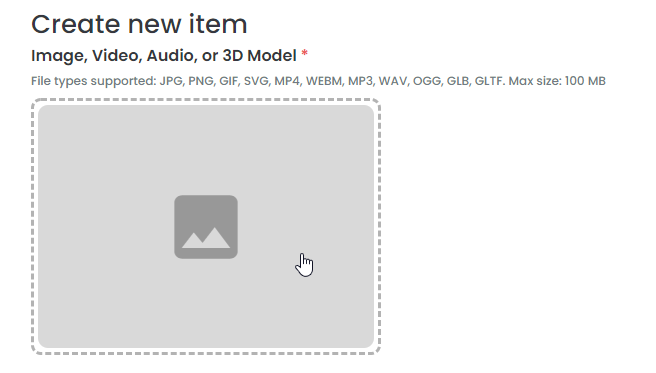 Create new item
Image, Video, Audio, or 3D Model *
File types supported: JPG, PNG, GIF, SVG, MP4, WEBM, MP3, WAV, OGG, GLB, GLTF. Max size: 100 MB